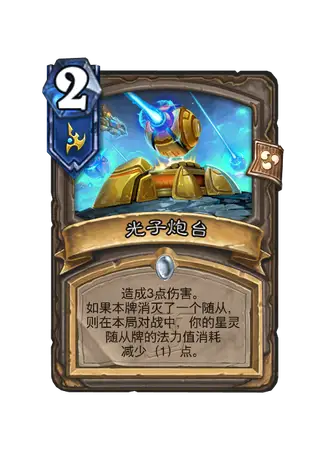 2
光子炮台
造成3点伤害。
如果本牌消灭了一个随从，
则在本局对战中，你的星灵
随从牌的法力值消耗
减少（1）点。